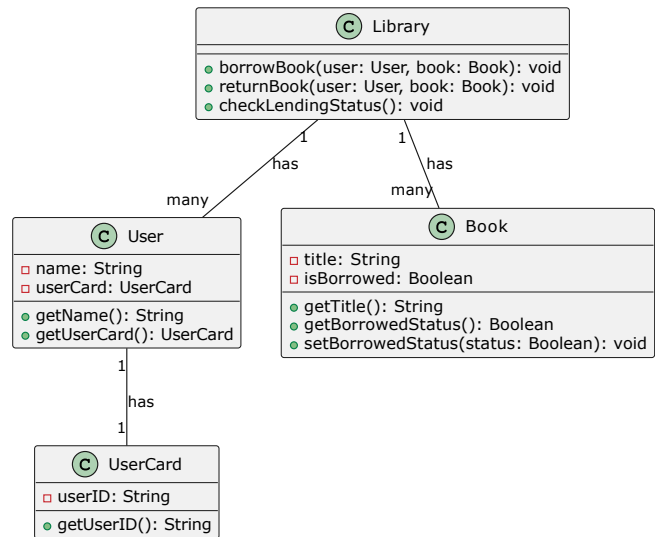 C Library
borrowBook(user: User, book: Book): void
returnBook(user: User, book: Book): void
checkLendingStatus(): void
1
has
many
1
has
many
C User
name: String
userCard: UserCard
getName(): String
getUserCard(): UserCard
C Book
title: String
isBorrowed: Boolean
getTitle(): String
getBorrowedStatus(): Boolean
setBorrowedStatus(status: Boolean): void
1
has
1
C UserCard
userID: String
getUserID(): String